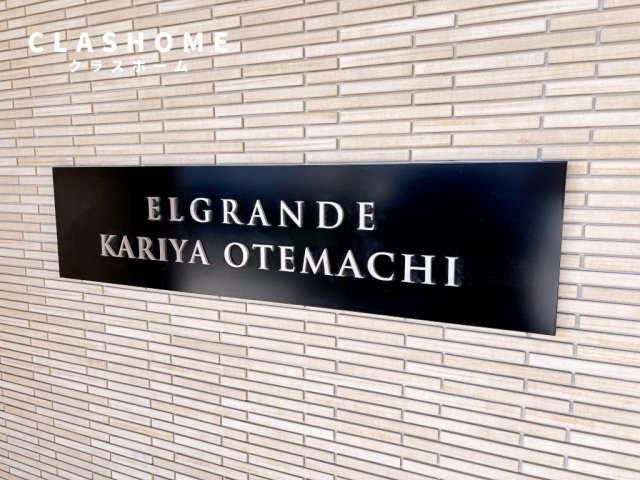 CLASHOME
クラスホーム
ELGRANDE
KARIYA OTEMACHI